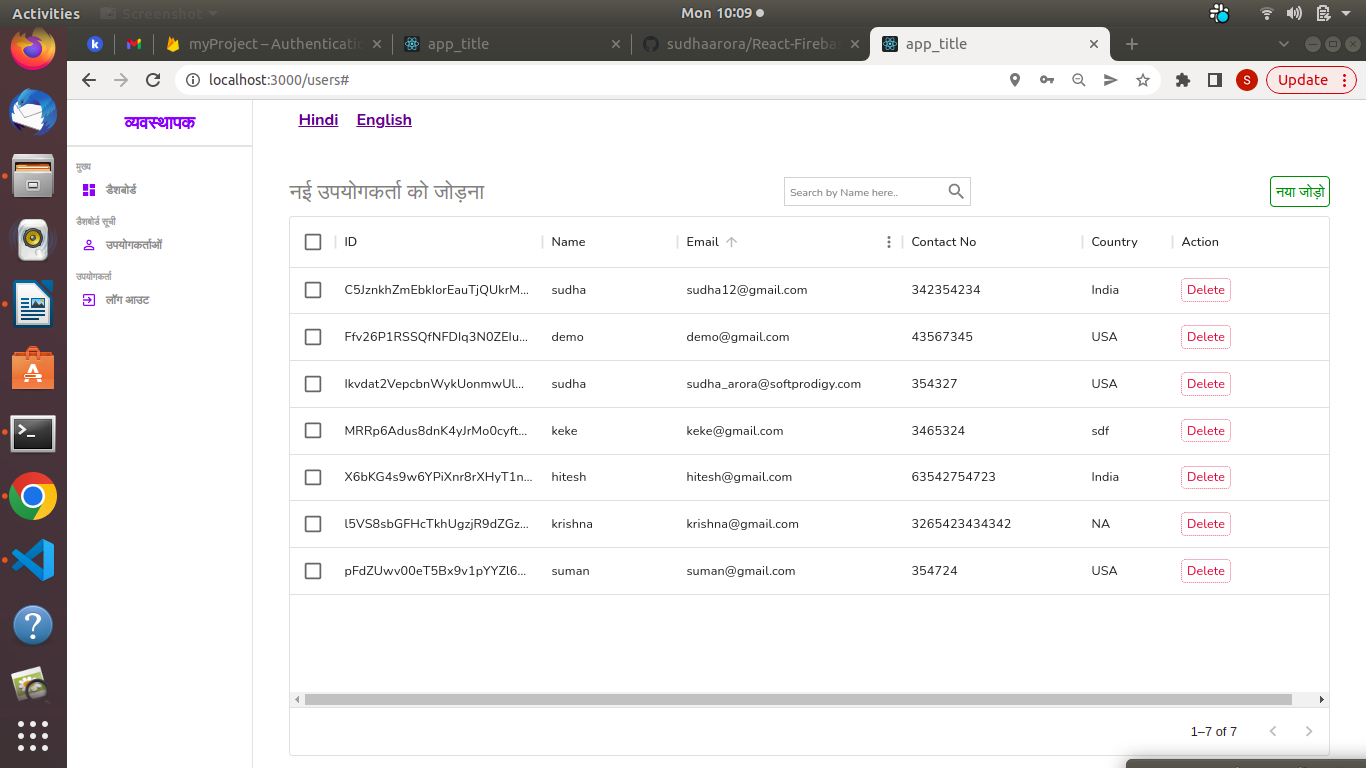 Activities Screenshot Mon 10:09
myProject – Authenticatic app_title sudhaarora/React-Fireba app_title
localhost:3000/users# S Update
व्यवस्थापक
Hindi English
मुख्य
डैशबोर्ड
डैशबोर्ड सूची
उपयोगकर्ताओं
उपयोगकर्ता
लॉग आउट
नई उपयोगकर्ता को जोड़ना Search by Name here.. नया जोड़ो
ID Name Email Contact No Country Action
C5JznkhZmEbkIorEauTjQUkrM... sudha sudha12@gmail.com 342354234 India Delete
Ffv26P1RSSQfNFDIq3N0ZEIu... demo demo@gmail.com 43567345 USA Delete
Ikvdat2VepcbnWykUonmwUl... sudha sudha_arora@softprodigy.com 354327 USA Delete
MRRp6Adus8dnK4yJrMo0cyft... keke keke@gmail.com 3465324 sdf Delete
X6bKG4s9w6YPiXnr8rXHyT1n... hitesh hitesh@gmail.com 63542754723 India Delete
l5VS8sbGFHcTkhUgzjR9dZGz... krishna krishna@gmail.com 3265423434342 NA Delete
pFdZUwv00eT5Bx9v1pYYZl6... suman suman@gmail.com 354724 USA Delete
1–7 of 7